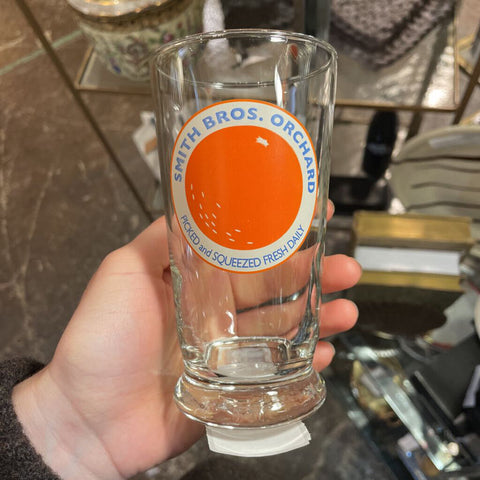 SMITH BROS. ORCHARD
PICKED and SQUEEZED FRESH DAILY